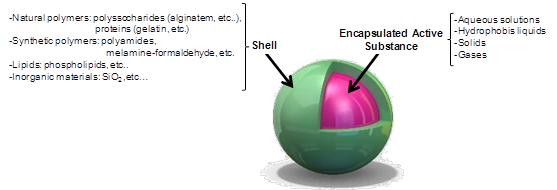 -Natural polymers: polyssocharides (alginatem, etc..),
proteins (gelatin, etc.)
-Synthetic polymers: polyamides,
melamine-formaldehyde, etc.
-Lipids: phospholipids, etc..
-Inorganic materials: SiO₂, etc...
Shell
Encapsulated Active
Substance
-Aqueous solutions
-Hydrophobis liquids
-Solids
-Gases